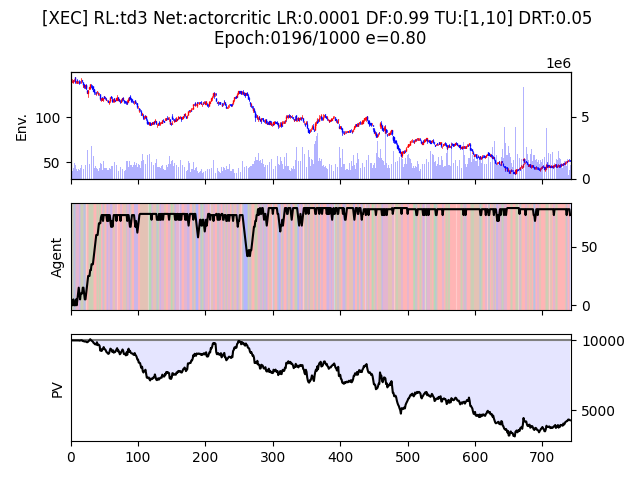 [XEC] RL:td3 Net:actorcritic LR:0.0001 DF:0.99 TU:[1,10] DRT:0.05
Epoch:0196/1000 e=0.80
1e6
Env.
100
50
5
0
Agent
50
0
PV
10000
5000
0 100 200 300 400 500 600 700